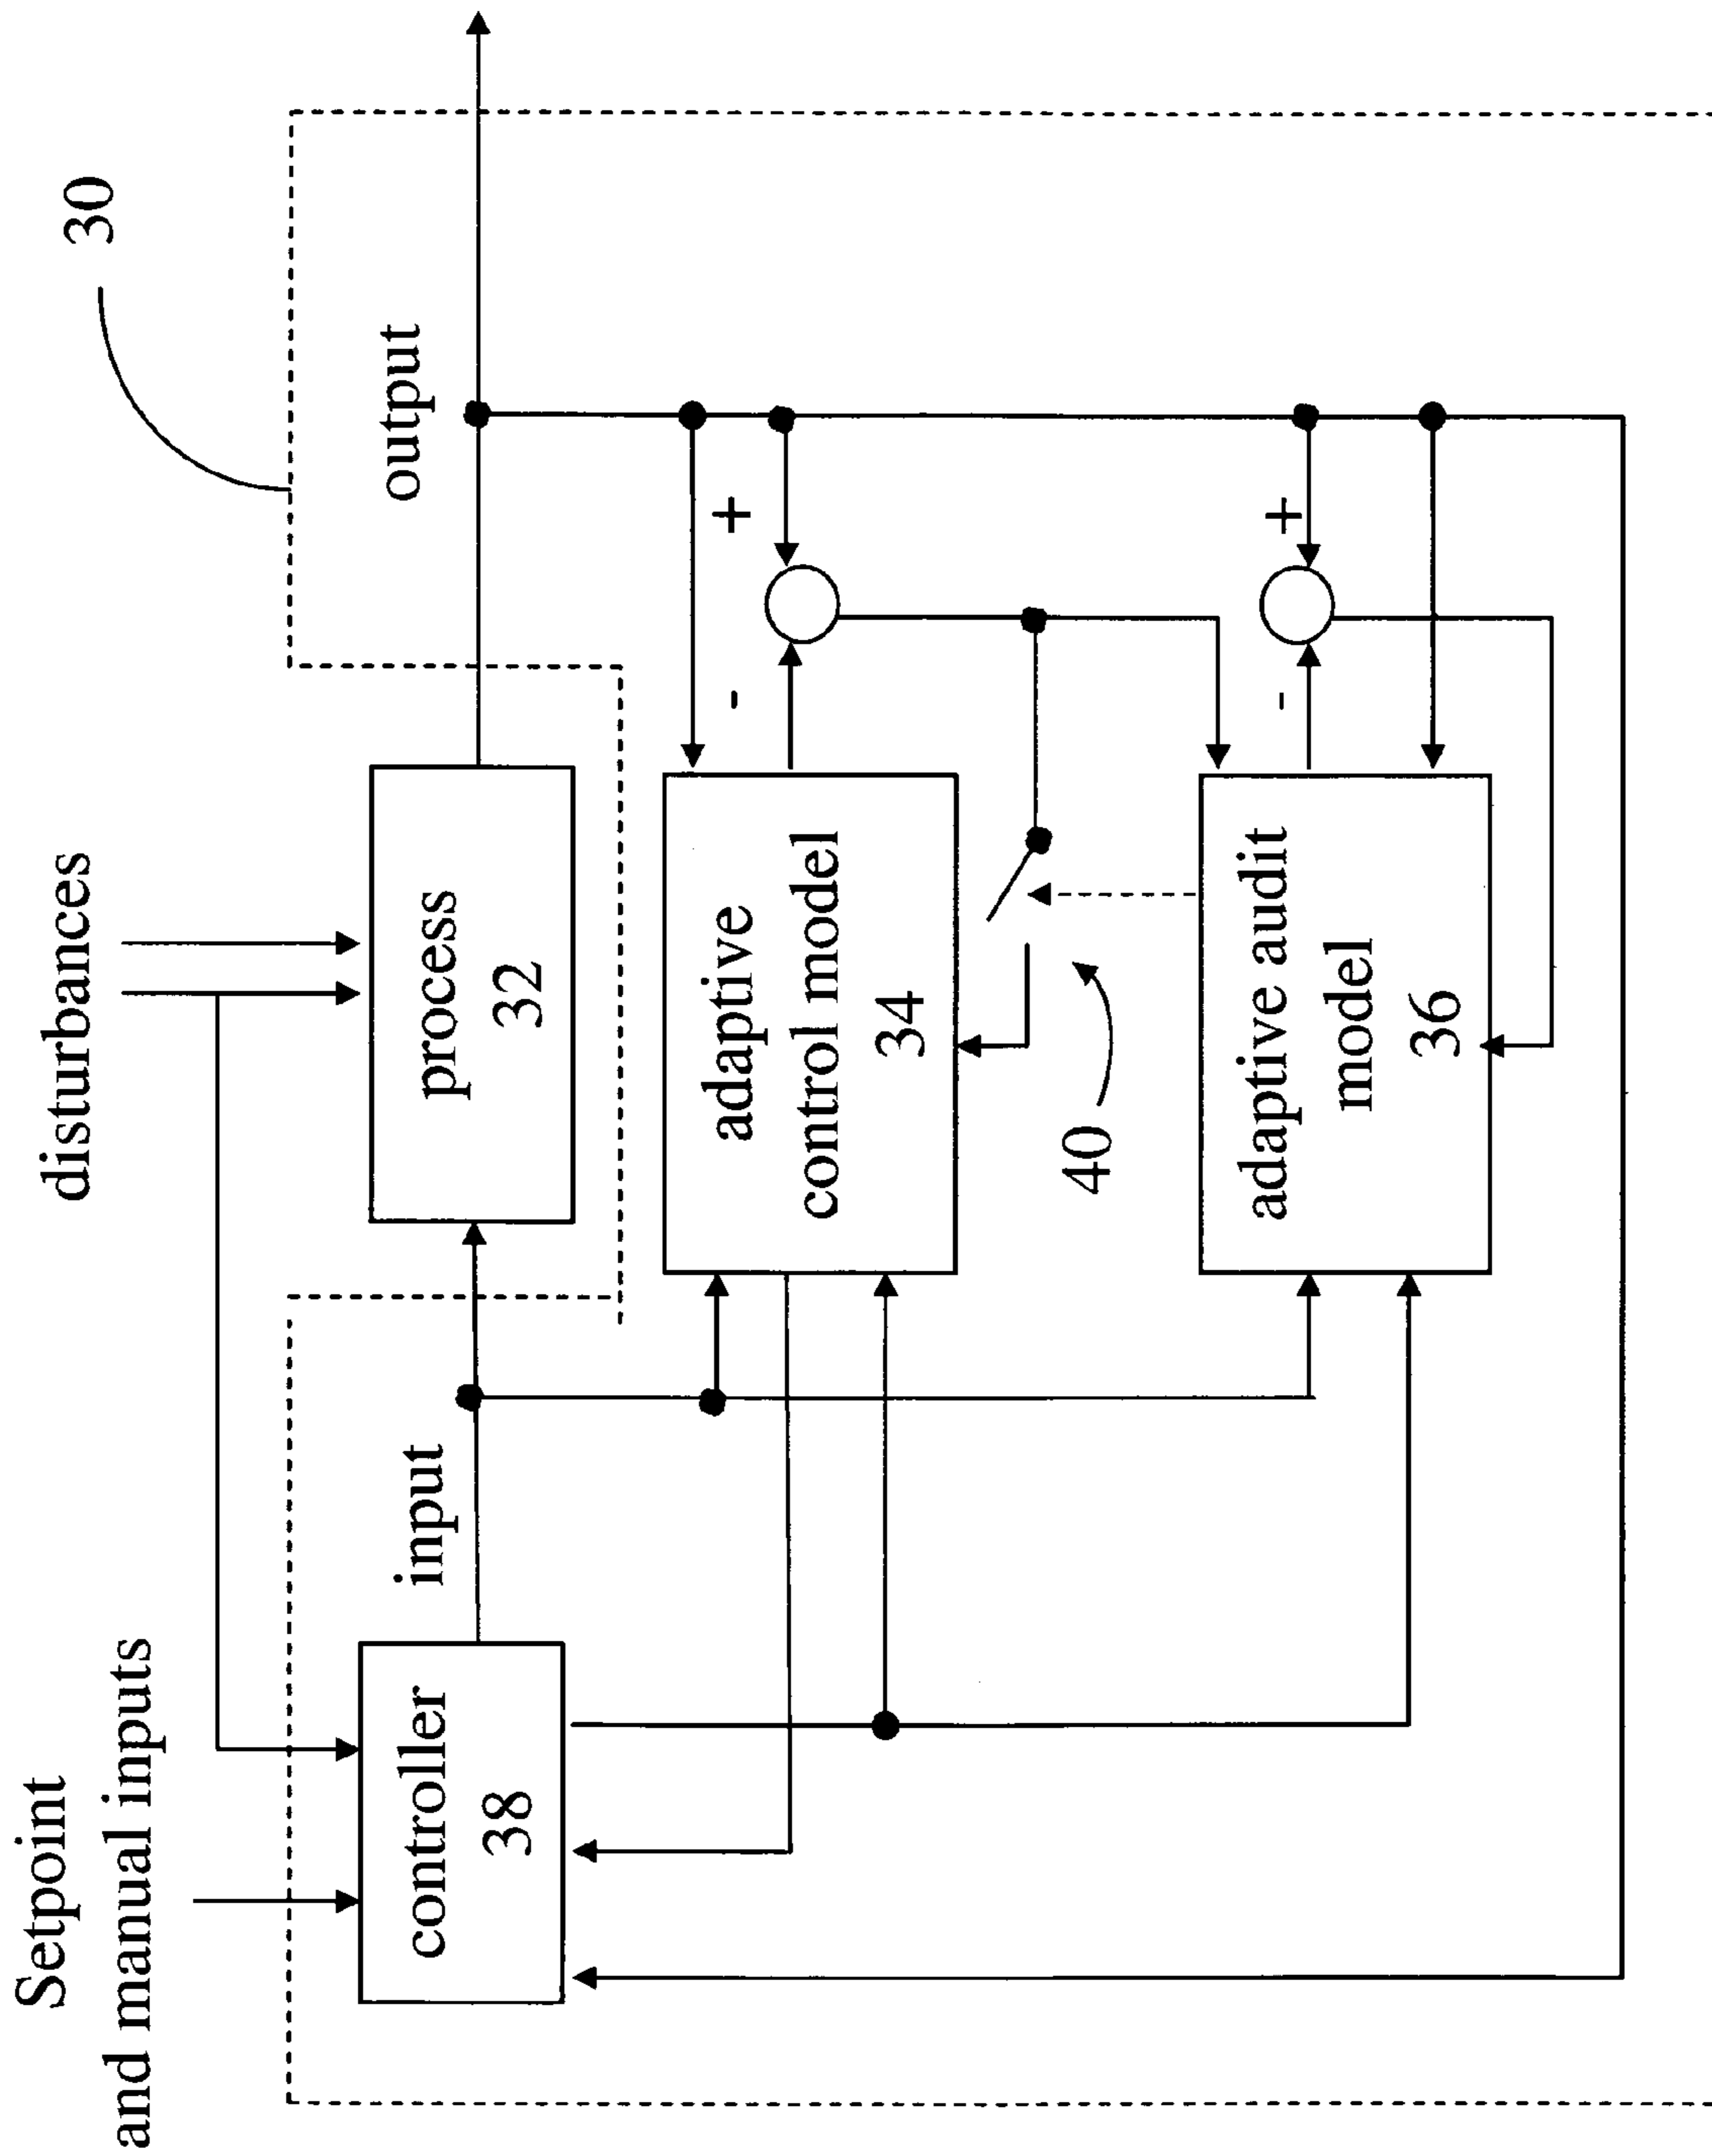 Setpoint
and manual inputs
disturbances
30
controller
38
input
process
32
output
adaptive
control model
34
-
+
40
adaptive audit
model
36
-
+